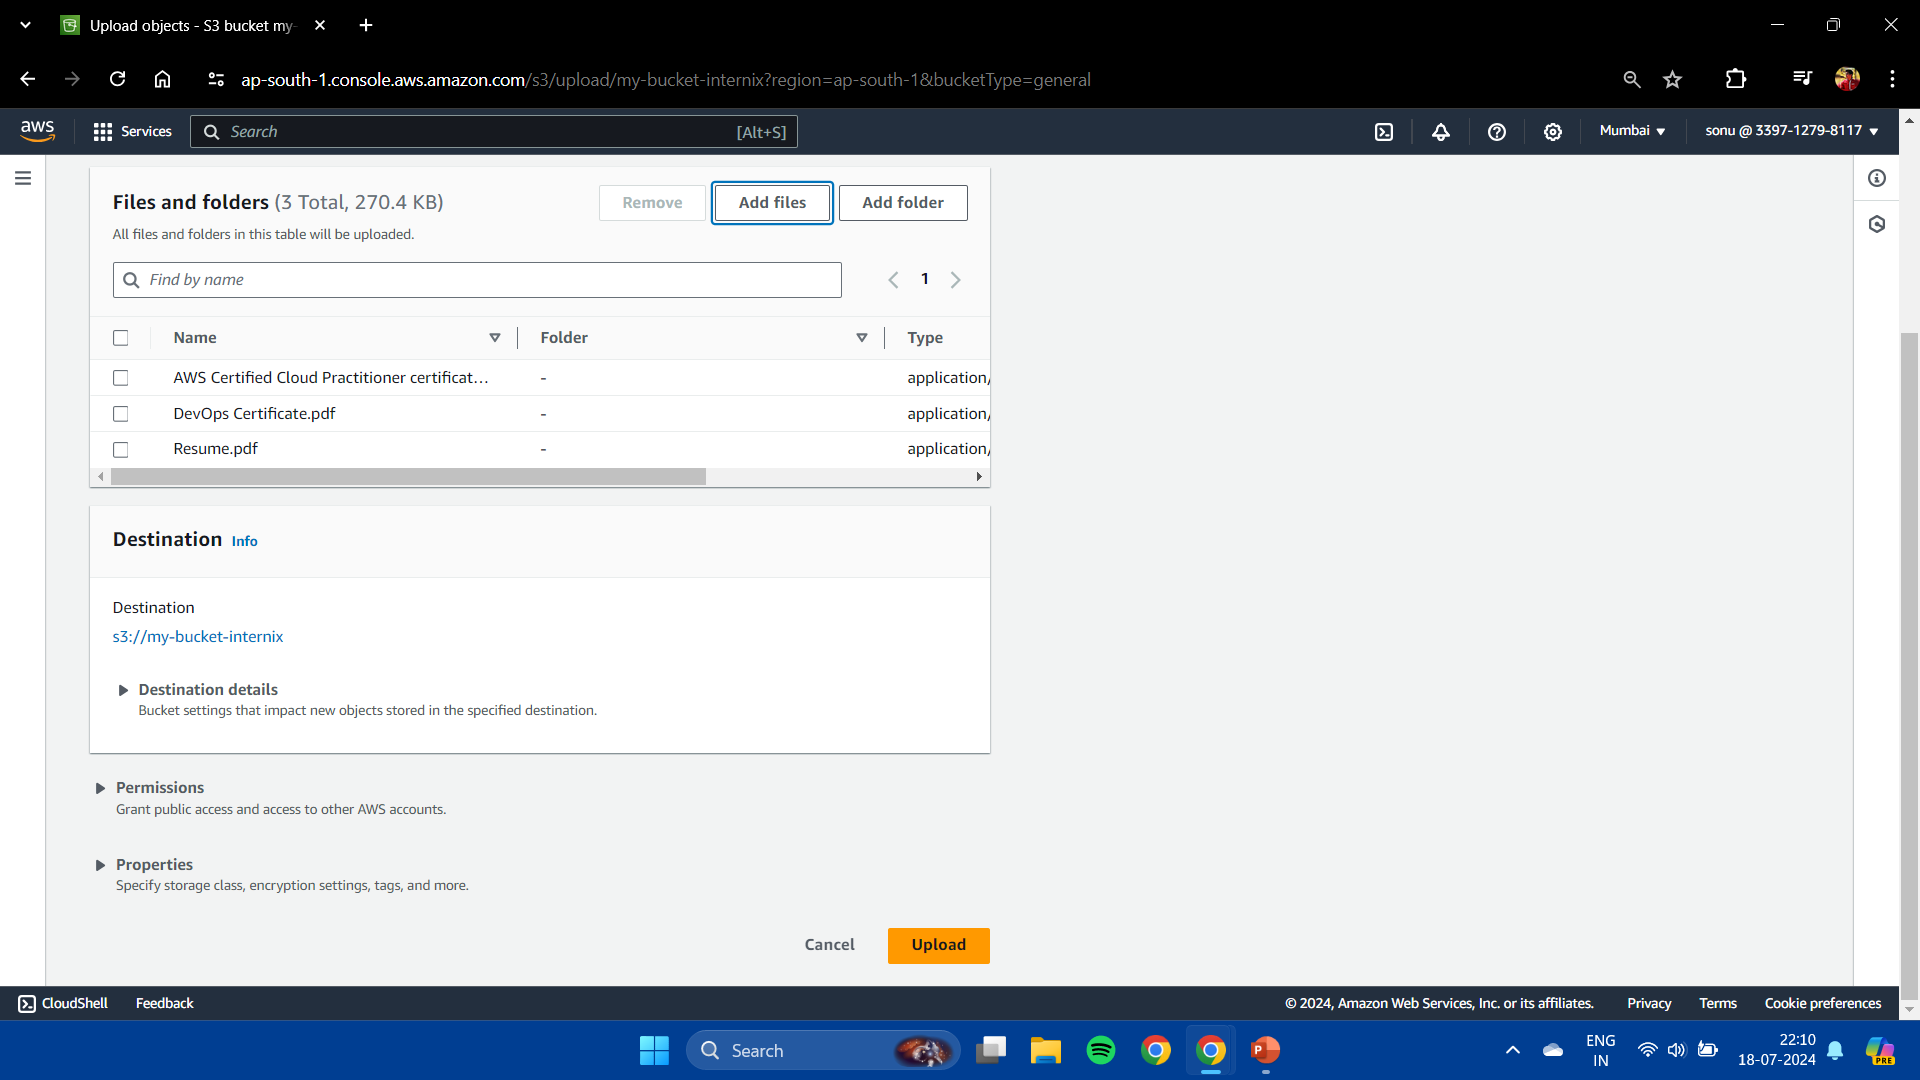 Upload objects - S3 bucket my-
ap-south-1.console.aws.amazon.com/s3/upload/my-bucket-internix?region=ap-south-1&bucketType=general
aws
Services
Search
[Alt+S]
Mumbai
sonu @ 3397-1279-8117
Files and folders (3 Total, 270.4 KB)
Remove
Add files
Add folder
All files and folders in this table will be uploaded.
Find by name
1
Name
Folder
Type
AWS Certified Cloud Practitioner certificat...
-
application/
DevOps Certificate.pdf
-
application/
Resume.pdf
-
application/
Destination Info
Destination
s3://my-bucket-internix
Destination details
Bucket settings that impact new objects stored in the specified destination.
Permissions
Grant public access and access to other AWS accounts.
Properties
Specify storage class, encryption settings, tags, and more.
Cancel
Upload
CloudShell
Feedback
© 2024, Amazon Web Services, Inc. or its affiliates.
Privacy
Terms
Cookie preferences
Search
P
ENG
IN
22:10
18-07-2024
PRE